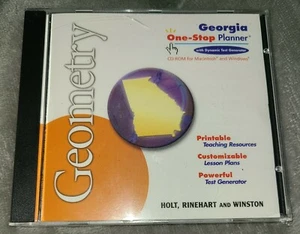 Geometry
Georgia
One-Stop Planner®
with Dynamic Test Generator
CD-ROM for Macintosh® and Windows®
Printable
Teaching Resources
Customizable
Lesson Plans
Powerful
Test Generator
HOLT, RINEHART AND WINSTON